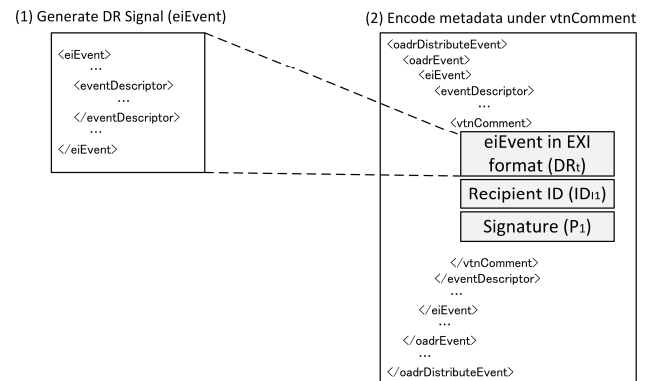 (1) Generate DR Signal (eiEvent)
<eiEvent>
...
<eventDescriptor>
...
</eventDescriptor>
...
</eiEvent>
(2) Encode metadata under vtnComment
<oadrDistributeEvent>
<oadrEvent>
<eiEvent>
<eventDescriptor>
...
<vtnComment>
eiEvent in EXI
format (DRt)
Recipient ID (IDI1)
Signature (P1)
</vtnComment>
</eventDescriptor>
...
</eiEvent>
...
</oadrEvent>
...
</oadrDistributeEvent>